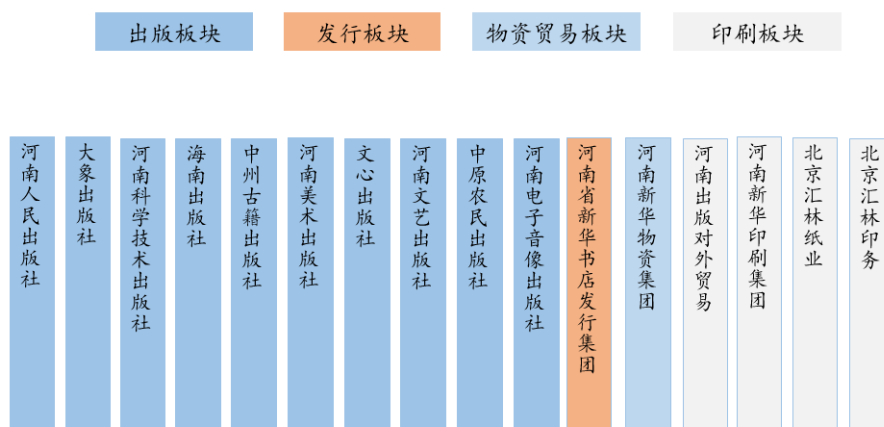 出版板块
发行板块
物资贸易板块
印刷板块
河南人民出版社
大象出版社
河南科学技术出版社
海南出版社
中州古籍出版社
河南美术出版社
文心出版社
河南文艺出版社
中原农民出版社
河南电子音像出版社
河南省新华书店发行集团
河南新华物资集团
河南出版对外贸易
河南新华印刷集团
北京汇林纸业
北京汇林印务